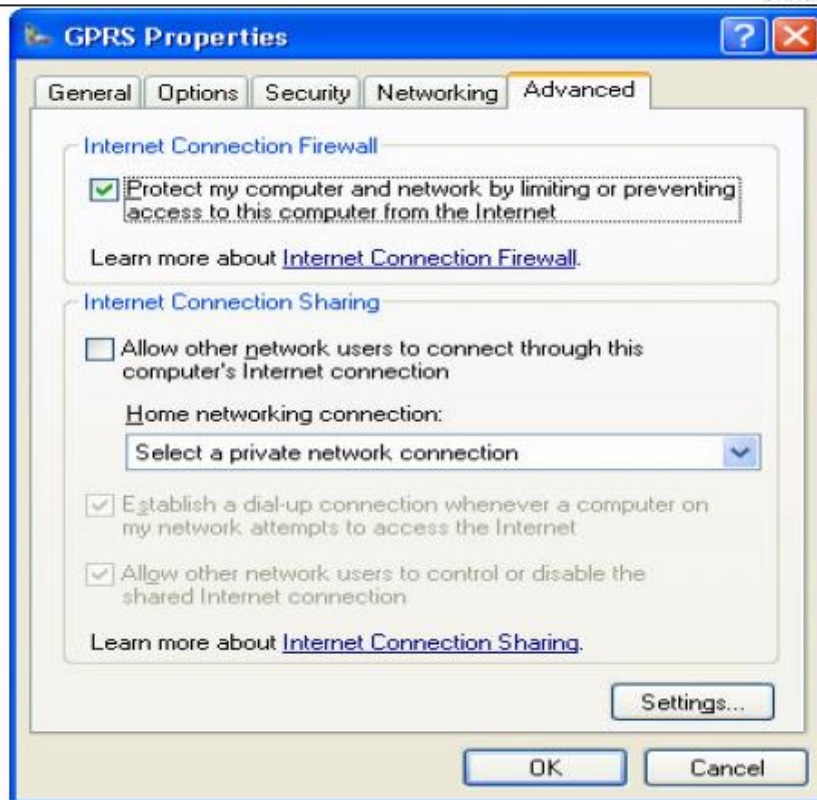 GPRS Properties
General Options Security Networking Advanced
Internet Connection Firewall
Protect my computer and network by limiting or preventing
access to this computer from the Internet
Learn more about Internet Connection Firewall.
Internet Connection Sharing
Allow other network users to connect through this
computer's Internet connection
Home networking connection:
Select a private network connection
Establish a dial-up connection whenever a computer on
my network attempts to access the Internet
Allow other network users to control or disable the
shared Internet connection
Learn more about Internet Connection Sharing.
Settings...
OK Cancel